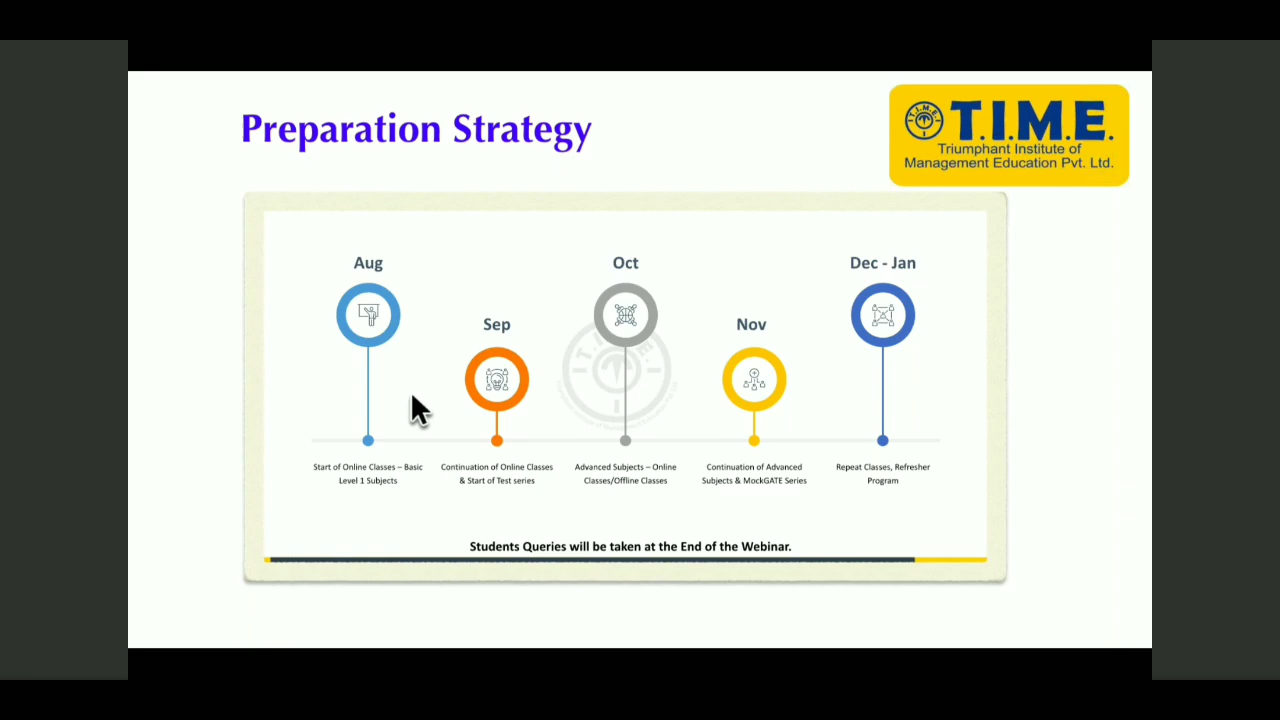 Preparation Strategy
T.I.M.E.
Triumphant Institute of
Management Education Pvt. Ltd.
Aug
Sep
Oct
Nov
Dec - Jan
Start of Online Classes – Basic
Level 1 Subjects
Continuation of Online Classes
& Start of Test series
Advanced Subjects – Online
Classes/Offline Classes
Continuation of Advanced
Subjects & MockGATE Series
Repeat Classes, Refresher
Program
Students Queries will be taken at the End of the Webinar.